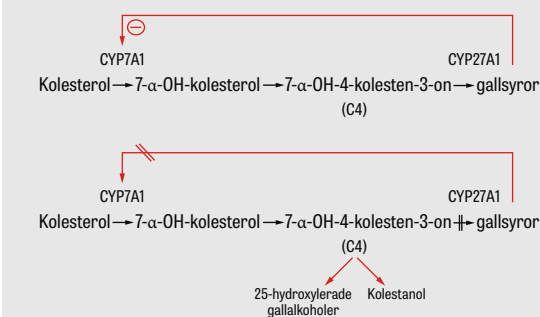 CYP7A1 CYP27A1
Kolesterol → 7-α-OH-kolesterol → 7-α-OH-4-kolesten-3-on → gallsyror
(C4)
CYP7A1 CYP27A1
Kolesterol → 7-α-OH-kolesterol → 7-α-OH-4-kolesten-3-on → gallsyror
(C4)
25-hydroxylerade Kolestanol
gallalkoholer